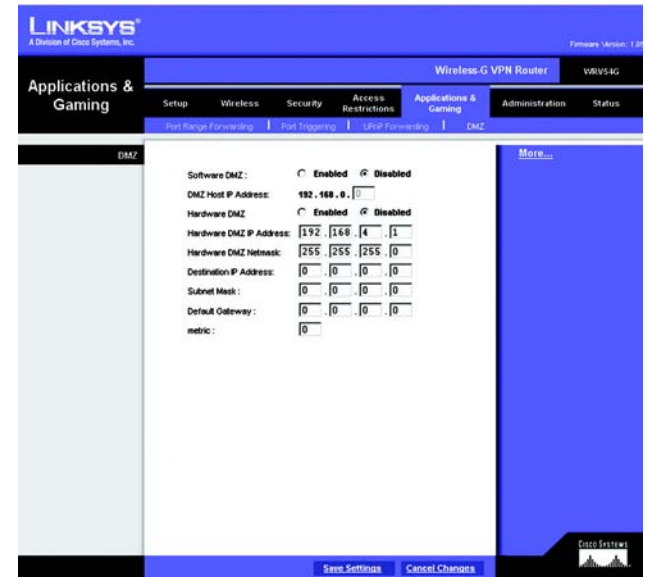 LINKSYS®
A Division of Cisco Systems, Inc.
Firmware Version: 1.05
Wireless-G VPN Router WRV54G
Applications & Gaming
Setup Wireless Security Access Restrictions Applications & Gaming Administration Status
Port Range Forwarding | Port Triggering | UPnP Forwarding | DMZ
DMZ
More...
Software DMZ : Enabled Disabled
DMZ Host IP Address: 192.168.0. 0
Hardware DMZ Enabled Disabled
Hardware DMZ IP Address: 192 . 168 . 4 . 1
Hardware DMZ Netmask: 255 . 255 . 255 . 0
Destination IP Address: 0 . 0 . 0 . 0
Subnet Mask : 0 . 0 . 0 . 0
Default Gateway : 0 . 0 . 0 . 0
metric : 0
CISCO SYSTEMS
Save Settings Cancel Changes